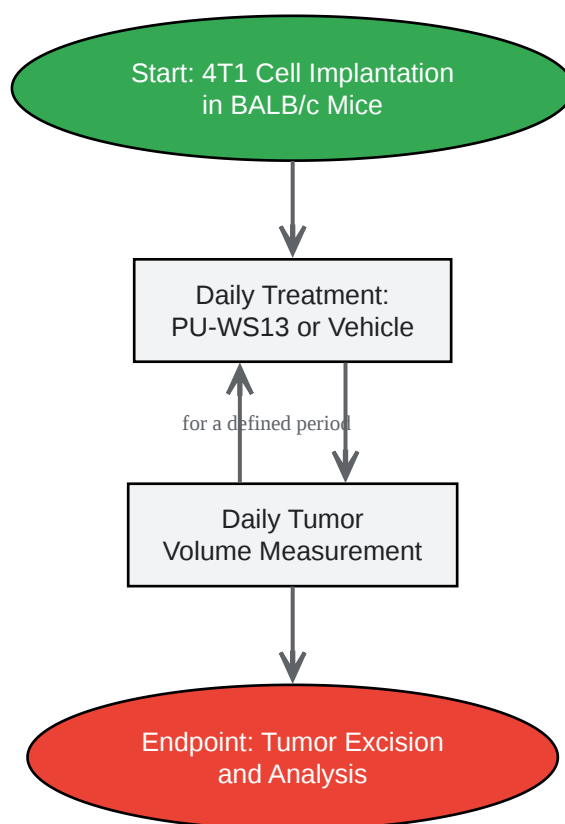 Start: 4T1 Cell Implantation
in BALB/c Mice
Daily Treatment:
PU-WS13 or Vehicle
for a defined period
Daily Tumor
Volume Measurement
Endpoint: Tumor Excision
and Analysis